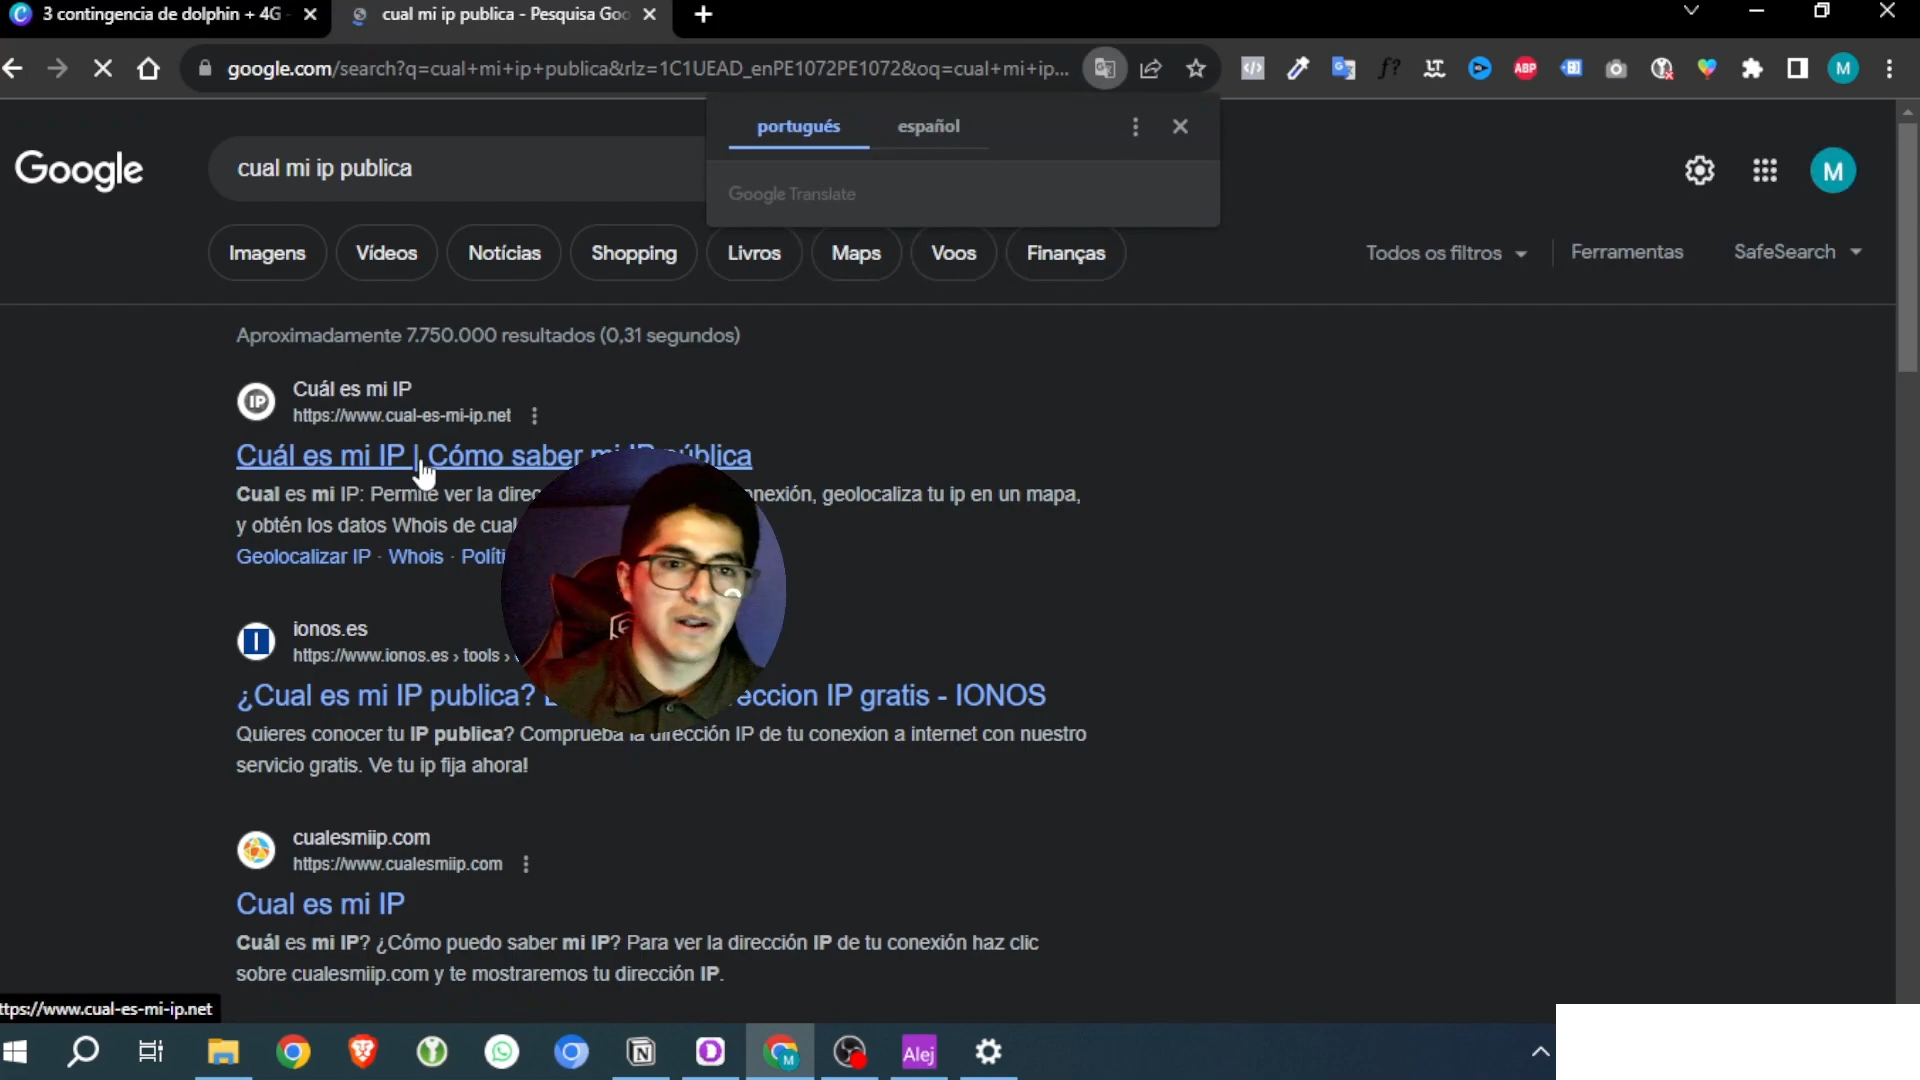 3 contingencia de dolphin + 4G
cual mi ip publica - Pesquisa Goo
google.com/search?q=cual+mi+ip+publica&rlz=1C1UEAD_enPE1072PE1072&oq=cual+mi+ip...
f?
ABP
M
português
español
Google Translate
Google
cual mi ip publica
M
Imagens
Vídeos
Notícias
Shopping
Livros
Maps
Voos
Finanças
Todos os filtros
Ferramentas
SafeSearch
Aproximadamente 7.750.000 resultados (0,31 segundos)
IP
Cuál es mi IP
https://www.cual-es-mi-ip.net
Cuál es mi IP | Cómo saber mi IP pública
Cual es mi IP: Permite ver la direc nexión, geolocaliza tu ip en un mapa,
y obtén los datos Whois de cual
Geolocalizar IP · Whois · Políti
ionos.es
https://www.ionos.es › tools ›
¿Cual es mi IP publica? eccion IP gratis - IONOS
Quieres conocer tu IP publica? Comprueba la dirección IP de tu conexion a internet con nuestro
servicio gratis. Ve tu ip fija ahora!
cualesmiip.com
https://www.cualesmiip.com
Cual es mi IP
Cuál es mi IP? ¿Cómo puedo saber mi IP? Para ver la dirección IP de tu conexión haz clic
sobre cualesmiip.com y te mostraremos tu dirección IP.
ttps://www.cual-es-mi-ip.net
M
Alej